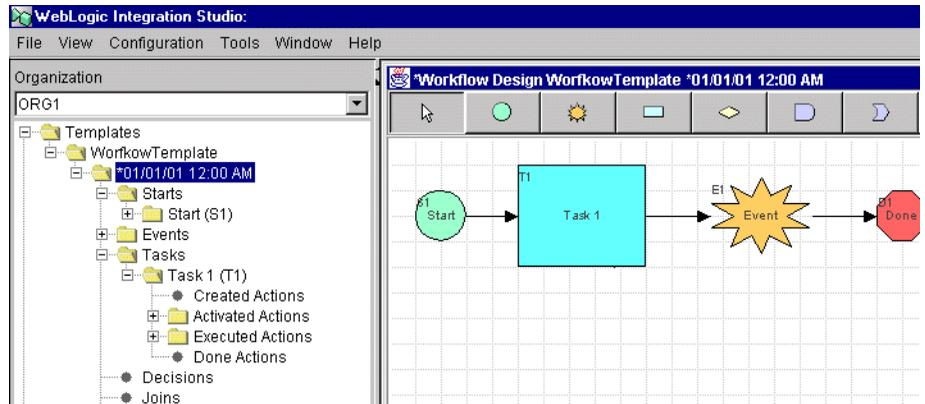 WebLogic Integration Studio:
File View Configuration Tools Window Help
Organization
ORG1
Templates
WorfkowTemplate
*01/01/01 12:00 AM
Starts
Start (S1)
Events
Tasks
Task 1 (T1)
Created Actions
Activated Actions
Executed Actions
Done Actions
Decisions
Joins
*Workflow Design WorfkowTemplate *01/01/01 12:00 AM
S1
Start
T1
Task 1
E1
Event
D1
Done